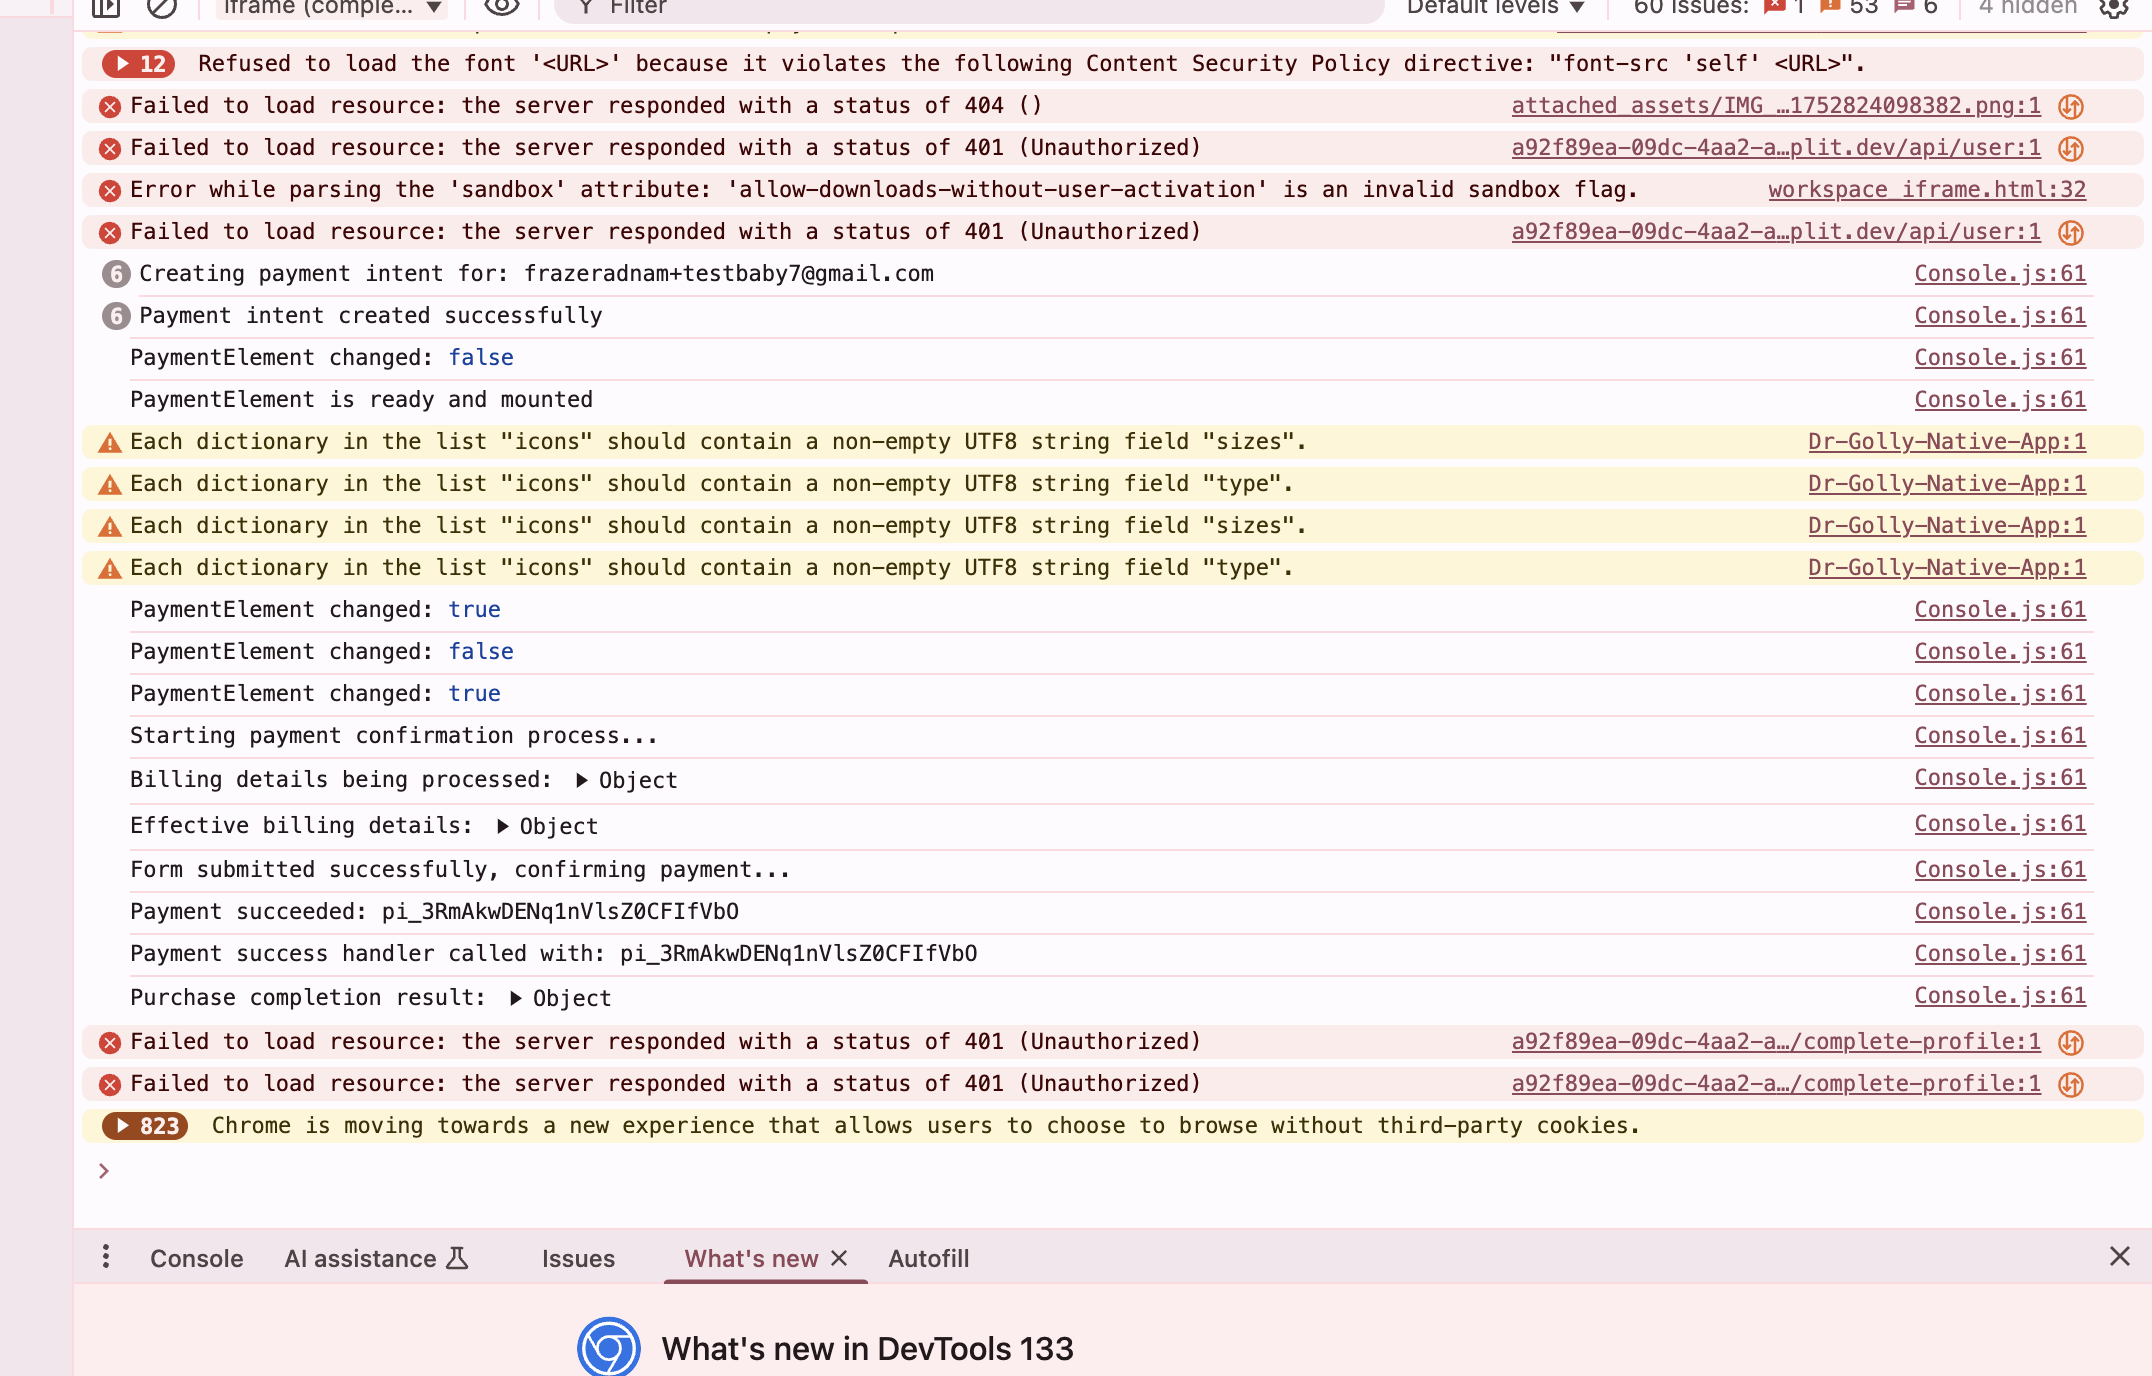 iframe (comple... ▼ Filter Default levels ▼ 60 Issues: 1 53 6 4 hidden
12 Refused to load the font '<URL>' because it violates the following Content Security Policy directive: "font-src 'self' <URL>".
Failed to load resource: the server responded with a status of 404 () attached_assets/IMG_…1752824098382.png:1
Failed to load resource: the server responded with a status of 401 (Unauthorized) a92f89ea-09dc-4aa2-a…plit.dev/api/user:1
Error while parsing the 'sandbox' attribute: 'allow-downloads-without-user-activation' is an invalid sandbox flag. workspace_iframe.html:32
Failed to load resource: the server responded with a status of 401 (Unauthorized) a92f89ea-09dc-4aa2-a…plit.dev/api/user:1
6 Creating payment intent for: frazeradnam+testbaby7@gmail.com Console.js:61
6 Payment intent created successfully Console.js:61
PaymentElement changed: false Console.js:61
PaymentElement is ready and mounted Console.js:61
Each dictionary in the list "icons" should contain a non-empty UTF8 string field "sizes". Dr-Golly-Native-App:1
Each dictionary in the list "icons" should contain a non-empty UTF8 string field "type". Dr-Golly-Native-App:1
Each dictionary in the list "icons" should contain a non-empty UTF8 string field "sizes". Dr-Golly-Native-App:1
Each dictionary in the list "icons" should contain a non-empty UTF8 string field "type". Dr-Golly-Native-App:1
PaymentElement changed: true Console.js:61
PaymentElement changed: false Console.js:61
PaymentElement changed: true Console.js:61
Starting payment confirmation process... Console.js:61
Billing details being processed: ▶ Object Console.js:61
Effective billing details: ▶ Object Console.js:61
Form submitted successfully, confirming payment... Console.js:61
Payment succeeded: pi_3RmAkwDENq1nVlsZ0CFIfVbO Console.js:61
Payment success handler called with: pi_3RmAkwDENq1nVlsZ0CFIfVbO Console.js:61
Purchase completion result: ▶ Object Console.js:61
Failed to load resource: the server responded with a status of 401 (Unauthorized) a92f89ea-09dc-4aa2-a…/complete-profile:1
Failed to load resource: the server responded with a status of 401 (Unauthorized) a92f89ea-09dc-4aa2-a…/complete-profile:1
823 Chrome is moving towards a new experience that allows users to choose to browse without third-party cookies.
Console AI assistance Issues What's new Autofill
What's new in DevTools 133